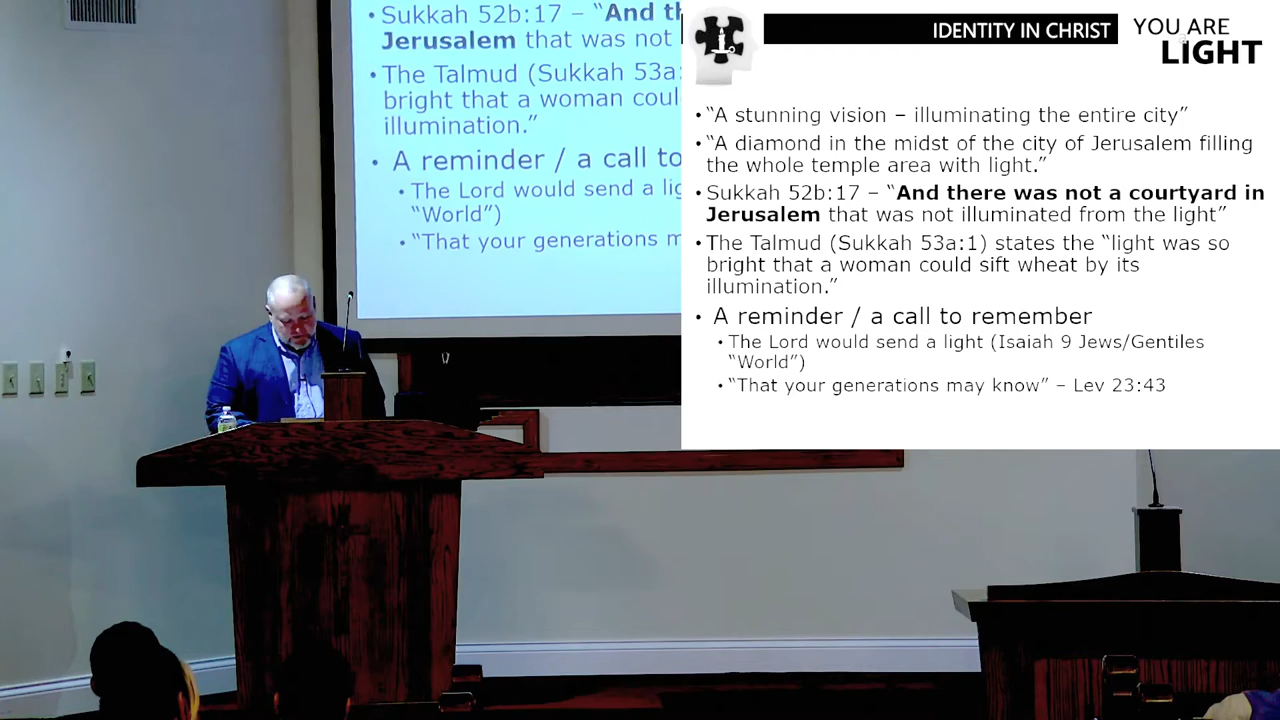 • Sukkah 52b:17 – “And th
Jerusalem that was not
• The Talmud (Sukkah 53a:
bright that a woman coul
illumination.”
• A reminder / a call to
• The Lord would send a lig
“World”)
• “That your generations m
IDENTITY IN CHRIST
YOU ARE
LIGHT
• “A stunning vision – illuminating the entire city”
• “A diamond in the midst of the city of Jerusalem filling
the whole temple area with light.”
• Sukkah 52b:17 – “And there was not a courtyard in
Jerusalem that was not illuminated from the light”
• The Talmud (Sukkah 53a:1) states the “light was so
bright that a woman could sift wheat by its
illumination.”
• A reminder / a call to remember
• The Lord would send a light (Isaiah 9 Jews/Gentiles
“World”)
• “That your generations may know” – Lev 23:43